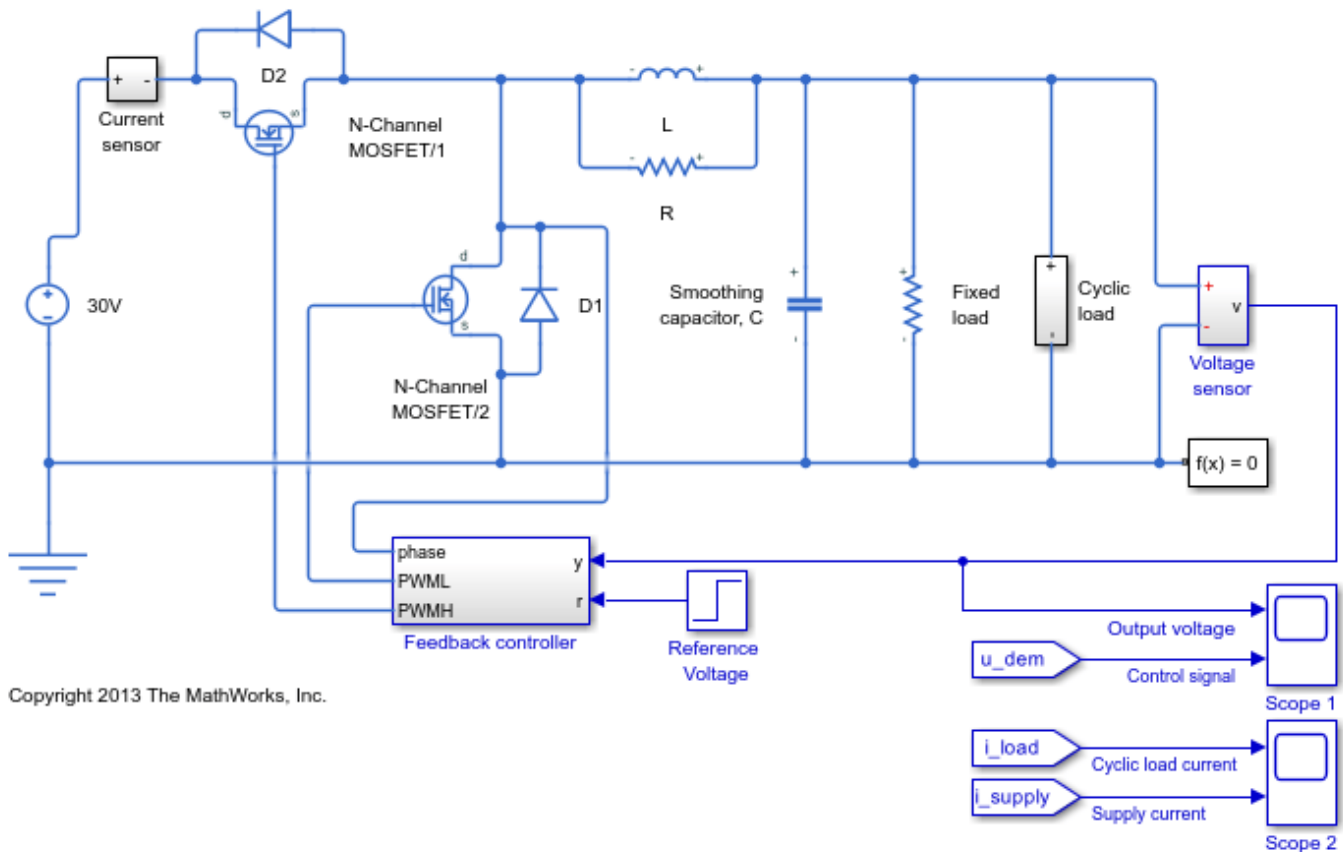 D2
+ -
Current
sensor
d
s
N-Channel
MOSFET/1
- +
L
- +
R
30V
+
-
d
s
D1
N-Channel
MOSFET/2
+
Smoothing
capacitor, C
-
+
Fixed
load
-
+
Cyclic
load
-
+
v
-
Voltage
sensor
f(x) = 0
phase
PWML
PWMH
y
r
Feedback controller
Reference
Voltage
Output voltage
u_dem
Control signal
Scope 1
i_load
Cyclic load current
i_supply
Supply current
Scope 2
Copyright 2013 The MathWorks, Inc.